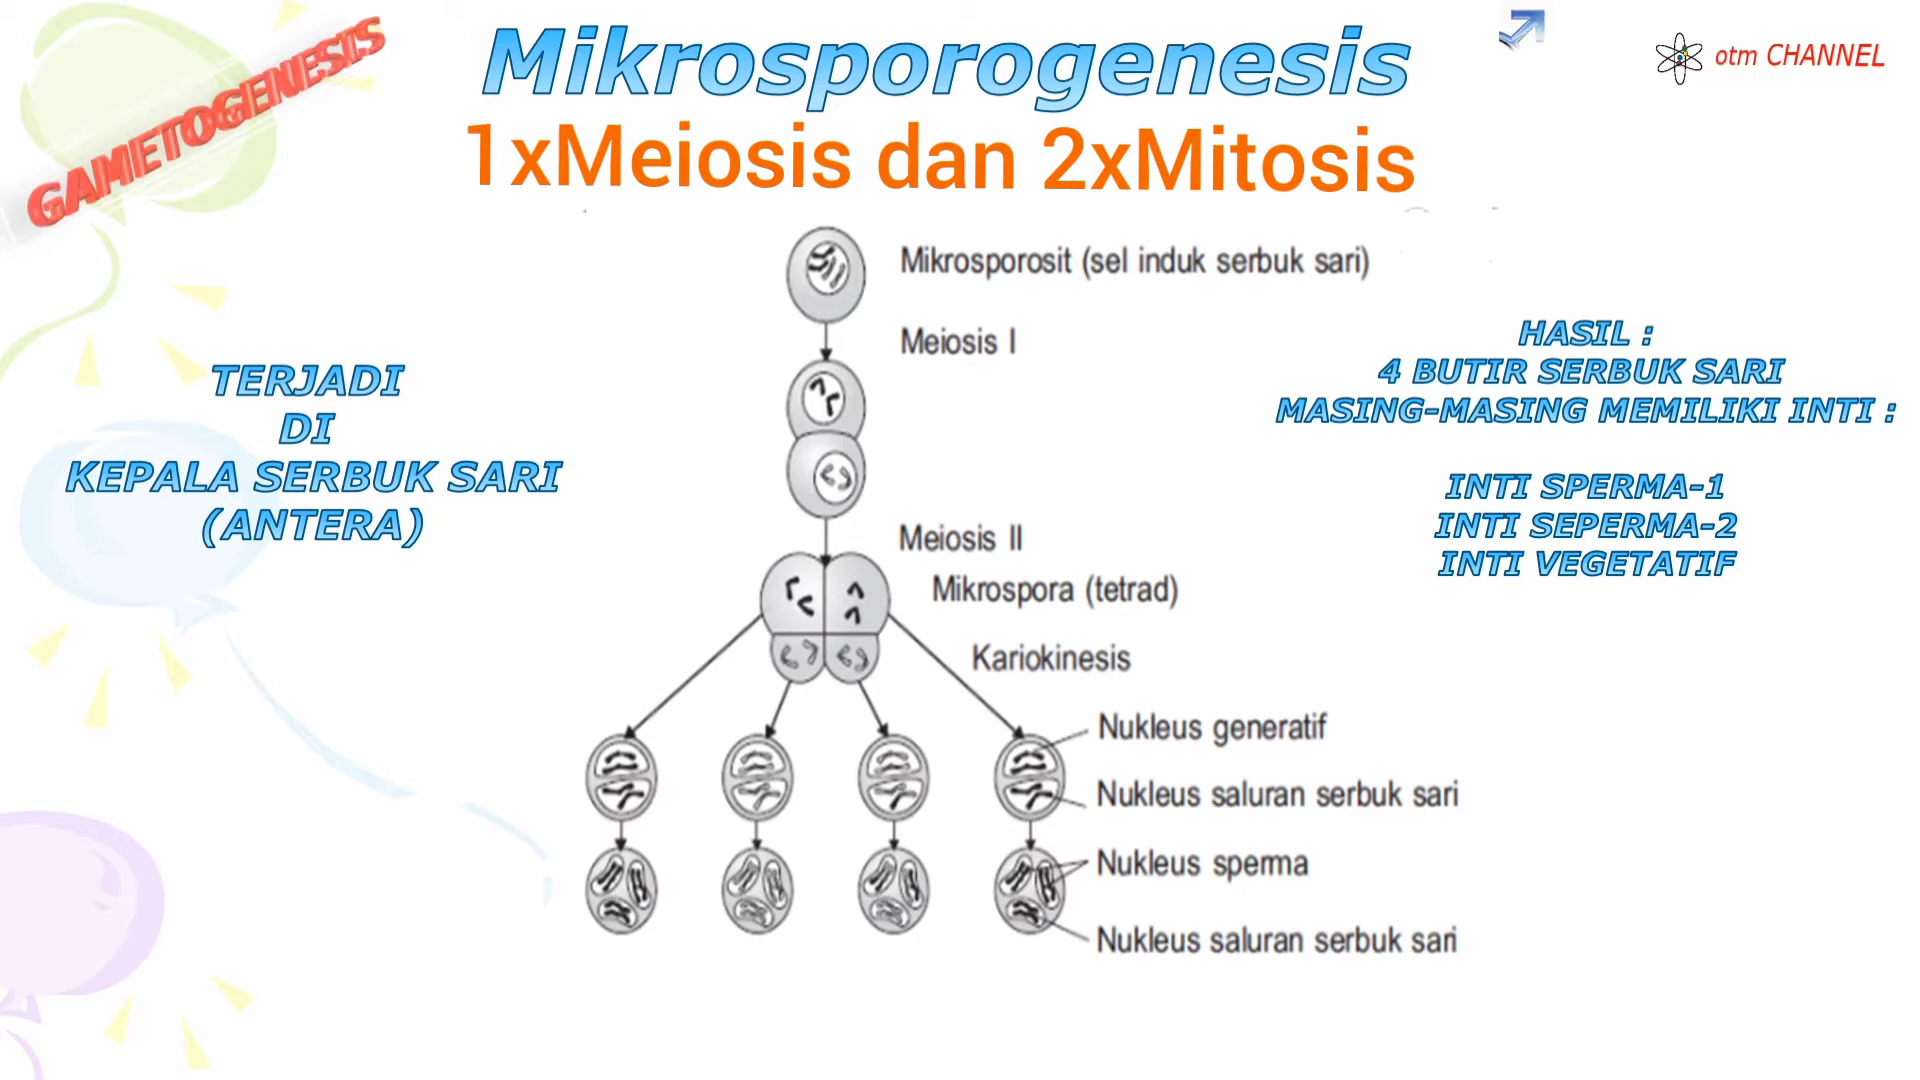 GAMETOGENESIS
Mikrosporogenesis
1xMeiosis dan 2xMitosis
otm CHANNEL
TERJADI
DI
KEPALA SERBUK SARI
(ANTERA)
Mikrosporosit (sel induk serbuk sari)
Meiosis I
Meiosis II
Mikrospora (tetrad)
Kariokinesis
Nukleus generatif
Nukleus saluran serbuk sari
Nukleus sperma
Nukleus saluran serbuk sari
HASIL :
4 BUTIR SERBUK SARI
MASING-MASING MEMILIKI INTI :
INTI SPERMA-1
INTI SEPERMA-2
INTI VEGETATIF